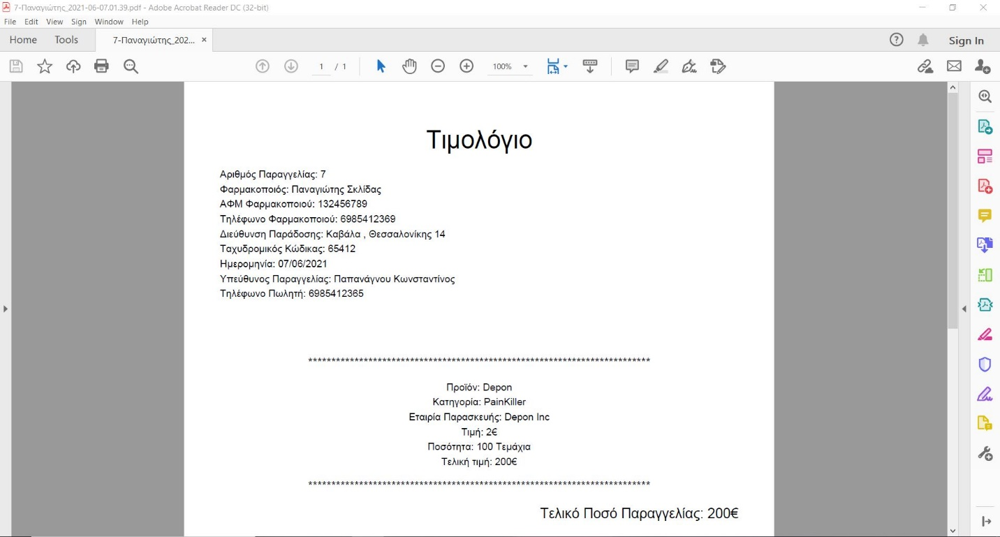 7-Παναγιώτης_2021-06-07.01.39.pdf - Adobe Acrobat Reader DC (32-bit)
File Edit View Sign Window Help
Home Tools 7-Παναγιώτης_202... × Sign In
1 / 1 100%
Τιμολόγιο
Αριθμός Παραγγελίας: 7
Φαρμακοποιός: Παναγιώτης Σκλίδας
ΑΦΜ Φαρμακοποιού: 132456789
Τηλέφωνο Φαρμακοποιού: 6985412369
Διεύθυνση Παράδοσης: Καβάλα , Θεσσαλονίκης 14
Ταχυδρομικός Κώδικας: 65412
Ημερομηνία: 07/06/2021
Υπεύθυνος Παραγγελίας: Παπανάγνου Κωνσταντίνος
Τηλέφωνο Πωλητή: 6985412365
**************************************************************************
Προϊόν: Depon
Κατηγορία: PainKiller
Εταιρία Παρασκευής: Depon Inc
Τιμή: 2€
Ποσότητα: 100 Τεμάχια
Τελική τιμή: 200€
**************************************************************************
Τελικό Ποσό Παραγγελίας: 200€